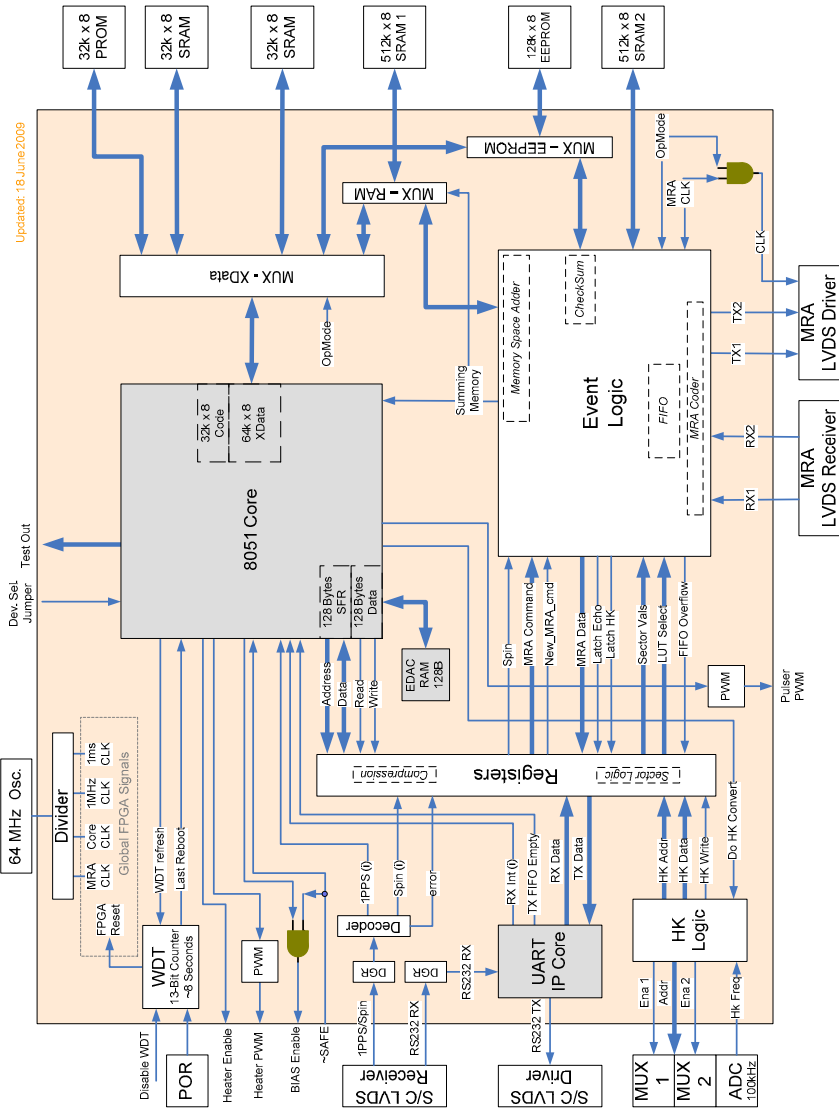 32k x 8
PROM
32k x 8
SRAM
32k x 8
SRAM
512k x 8
SRAM 1
128k x 8
EEPROM
512k x 8
SRAM 2
Updated: 18 June 2009
MUX - XData
MUX - RAM
MUX - EEPROM
OpMode
MRA
CLK
CLK
OpMode
Summing
Memory
Memory Space Adder
CheckSum
Event
Logic
FIFO
MRA Coder
TX2
TX1
RX2
RX1
MRA
LVDS Driver
MRA
LVDS Receiver
Test Out
Dev. Sel.
Jumper
8051 Core
32k x 8
Code
64k x 8
XData
128 Bytes
SFR
128 Bytes
Data
EDAC
RAM
128B
Address
Data
Read
Write
Spin
MRA Command
New_MRA_cmd
MRA Data
Latch Echo
Latch HK
Sector Vals
LUT Select
FIFO Overflow
PWM
Pulser
PWM
64 MHz Osc.
Divider
MRA
CLK
Core
CLK
1MHz
CLK
1ms
CLK
Global FPGA Signals
FPGA
Reset
WDT refresh
Last Reboot
WDT
13-Bit Counter
~8 Seconds
Disable WDT
POR
Heater Enable
PWM
Heater PWM
BIAS Enable
~SAFE
Registers
Compression
Sector Logic
1PPS (i)
Spin (i)
error
Decoder
DGR
DGR
1PPS/Spin
RS232 RX
S/C LVDS
Receiver
RS232 RX
RX Int (i)
TX FIFO Empty
RX Data
TX Data
UART
IP Core
RS232 TX
S/C LVDS
Driver
HK Addr
HK Data
HK Write
Do HK Convert
HK
Logic
Ena 1
Addr
Ena 2
Hk Freq
MUX
1
MUX
2
ADC
100kHz